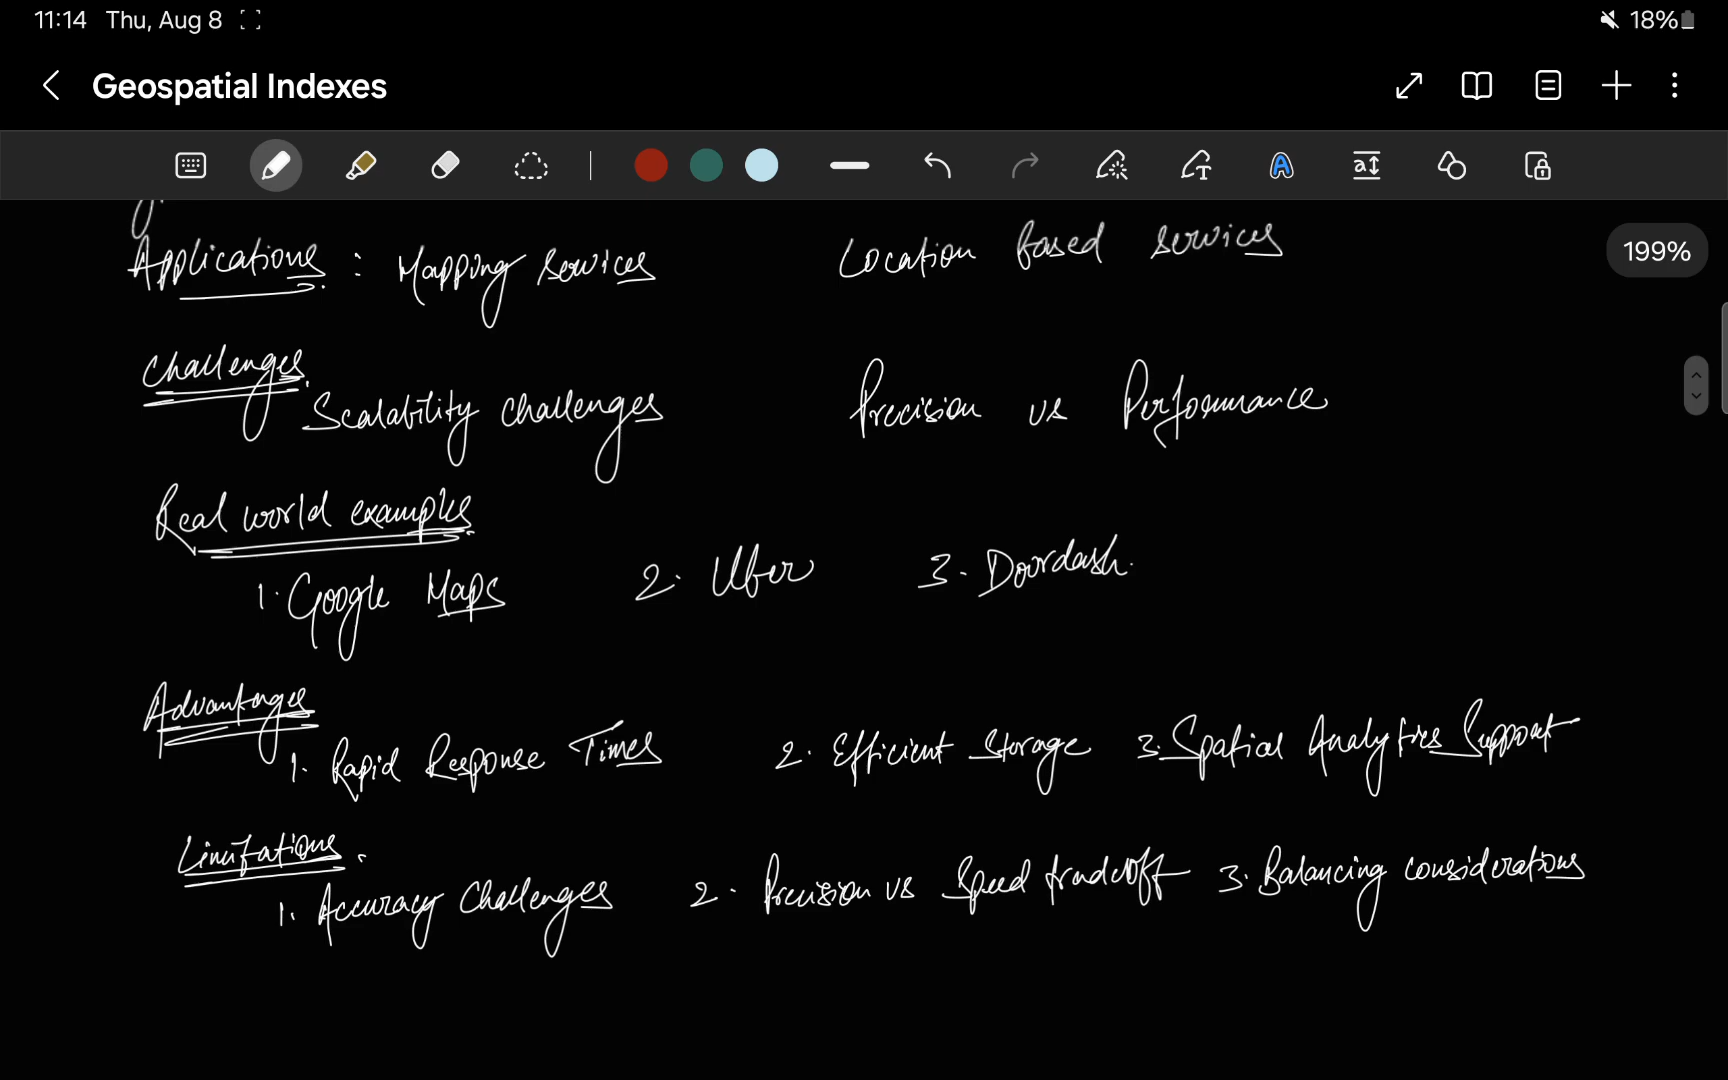 11:14 Thu, Aug 8 18%
Geospatial Indexes
199%
Applications : Mapping Services Location Based Services
Challenges
Scalability Challenges Precision vs Performance
Real world examples
1. Google Maps 2. Uber 3. Doordash.
Advantages
1. Rapid Response Times 2. Efficient Storage 3. Spatial Analytics Support
Limitations
1. Accuracy Challenges 2. Precision vs Speed tradeoff 3. Balancing considerations